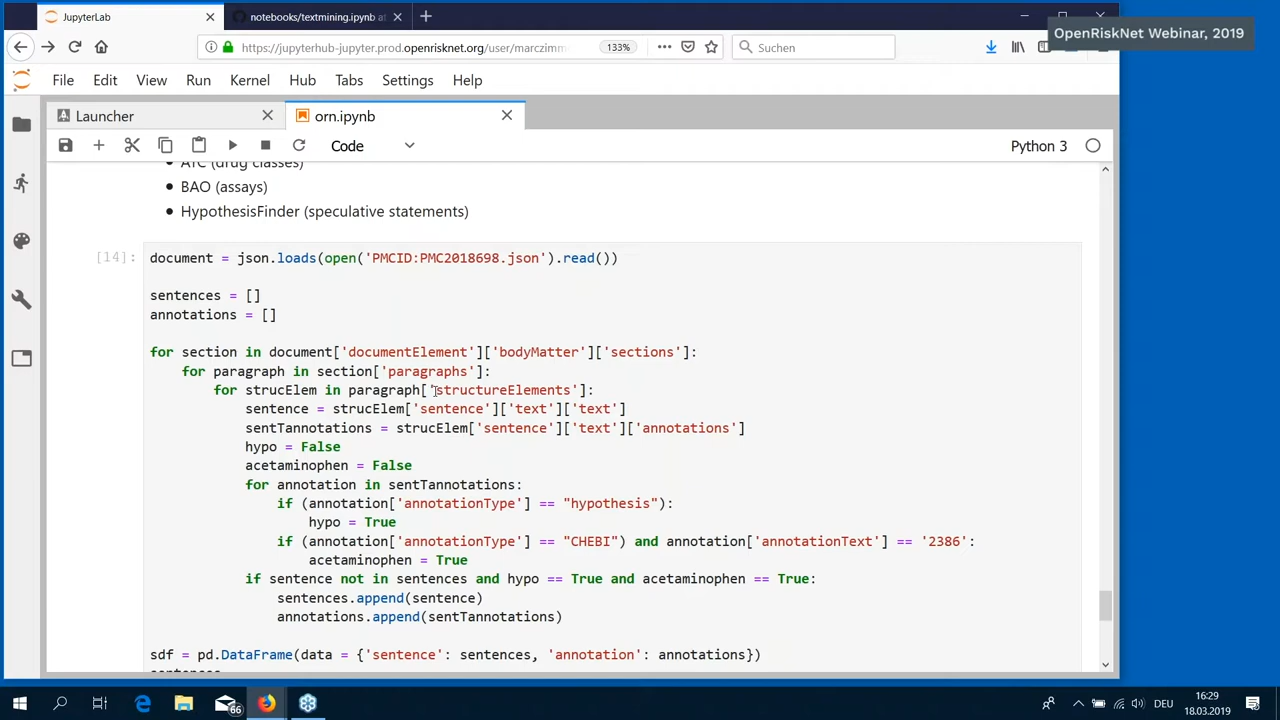 JupyterLab
notebooks/textmining.ipynb at
OpenRiskNet Webinar, 2019
https://jupyterhub-jupyter.prod.openrisknet.org/user/marczimm
133%
Suchen
File Edit View Run Kernel Hub Tabs Settings Help
Launcher
orn.ipynb
Code
Python 3
ATC (drug classes)
BAO (assays)
HypothesisFinder (speculative statements)
[14]:
document = json.loads(open('PMCID:PMC2018698.json').read())
sentences = []
annotations = []
for section in document['documentElement']['bodyMatter']['sections']:
for paragraph in section['paragraphs']:
for strucElem in paragraph['structureElements']:
sentence = strucElem['sentence']['text']['text']
sentTannotations = strucElem['sentence']['text']['annotations']
hypo = False
acetaminophen = False
for annotation in sentTannotations:
if (annotation['annotationType'] == "hypothesis"):
hypo = True
if (annotation['annotationType'] == "CHEBI") and annotation['annotationText'] == '2386':
acetaminophen = True
if sentence not in sentences and hypo == True and acetaminophen == True:
sentences.append(sentence)
annotations.append(sentTannotations)
sdf = pd.DataFrame(data = {'sentence': sentences, 'annotation': annotations})
66
DEU
16:29
18.03.2019